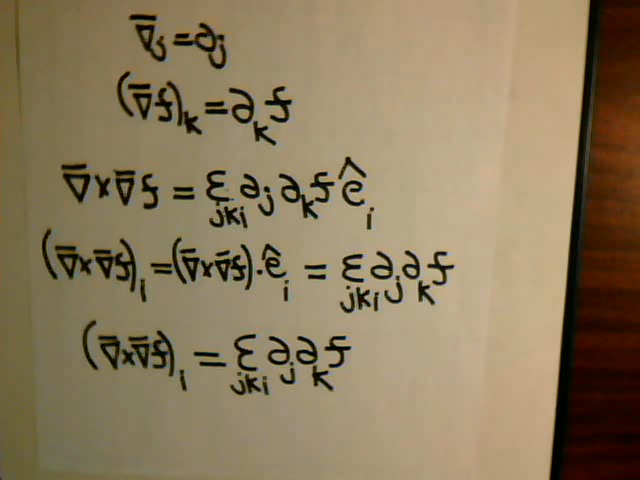 ∇̄_j = ∂_j
(∇̄f)_k = ∂_k f
∇̄×∇̄f = ε_jki ∂_j ∂_k f ê_i
(∇̄×∇̄f)_i = (∇̄×∇̄f)·ê_i = ε_jki ∂_j ∂_k f
(∇̄×∇̄f)_i = ε_jki ∂_j ∂_k f